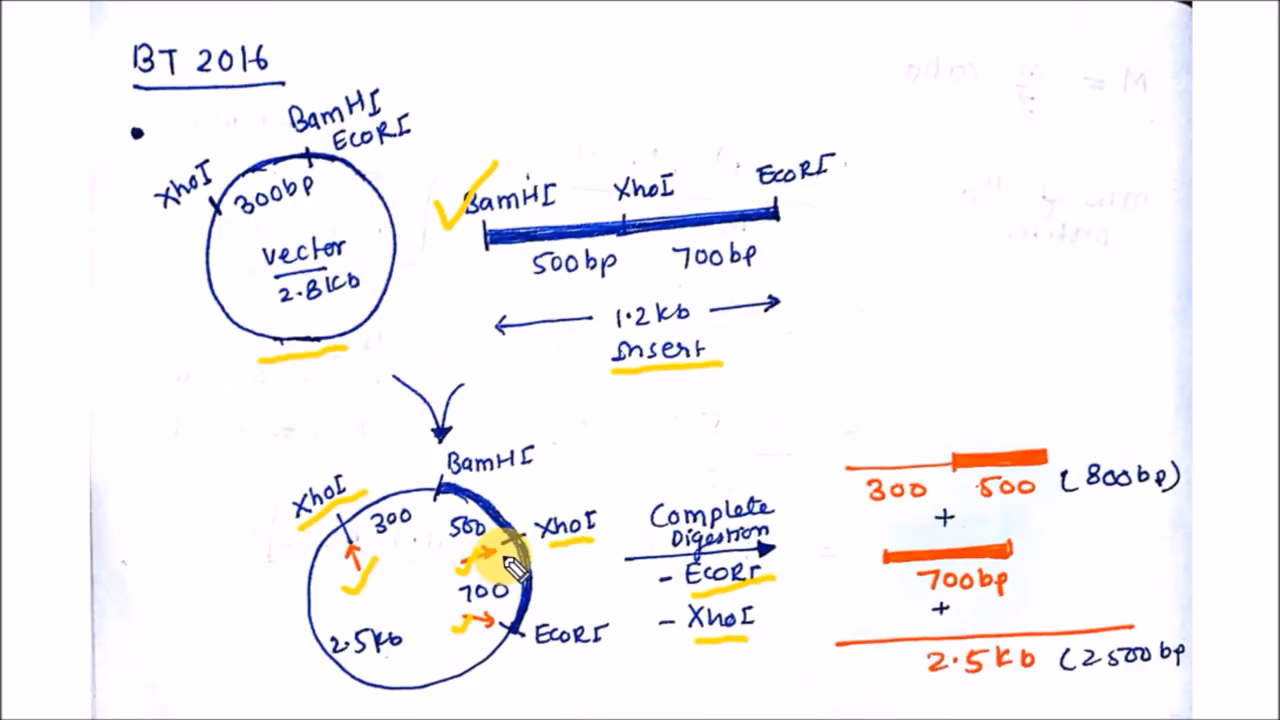 BT 2016
BamHI
EcoRI
XhoI
300bp
vector
2.8Kb
BamHI
XhoI
EcoRI
500bp
700bp
1.2Kb
Insert
BamHI
XhoI
300
500
XhoI
700
EcoRI
2.5Kb
Complete
Digestion
- EcoRI
- XhoI
300 500 (800bp)
+
700bp
+
2.5Kb (2500bp